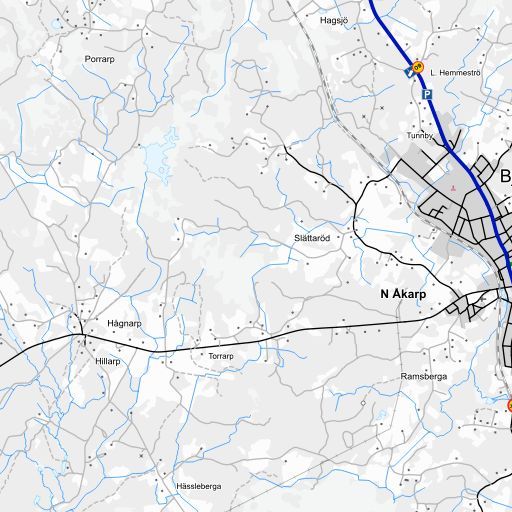 Hagsjö
Porrarp
L. Hemmeströ
P
Tunnby
B
Slättaröd
N Åkarp
Hågnarp
Torrarp
Hillarp
Ramsberga
Hässleberga